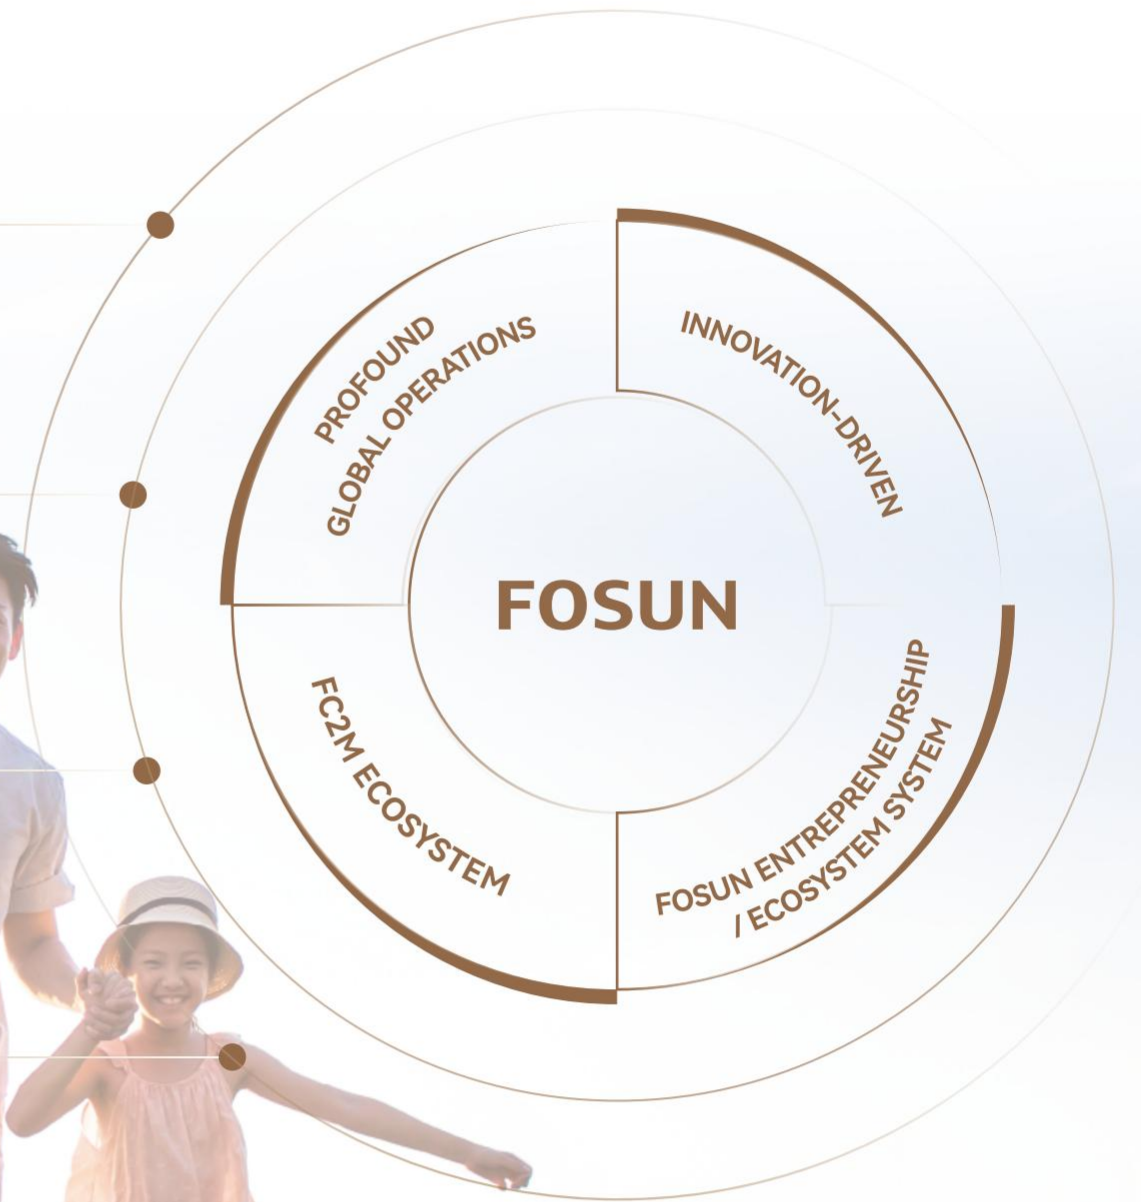 PROFOUND
GLOBAL OPERATIONS
INNOVATION-DRIVEN
FOSUN
FC2M ECOSYSTEM
FOSUN ENTREPRENEURSHIP
/ ECOSYSTEM SYSTEM